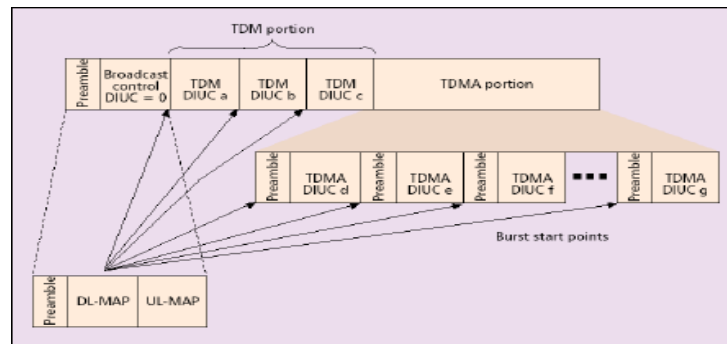 TDM portion
Preamble
Broadcast
control
DIUC = 0
TDM
DIUC a
TDM
DIUC b
TDM
DIUC c
TDMA portion
Preamble
TDMA
DIUC d
Preamble
TDMA
DIUC e
Preamble
TDMA
DIUC f
Preamble
TDMA
DIUC g
Burst start points
Preamble
DL-MAP
UL-MAP